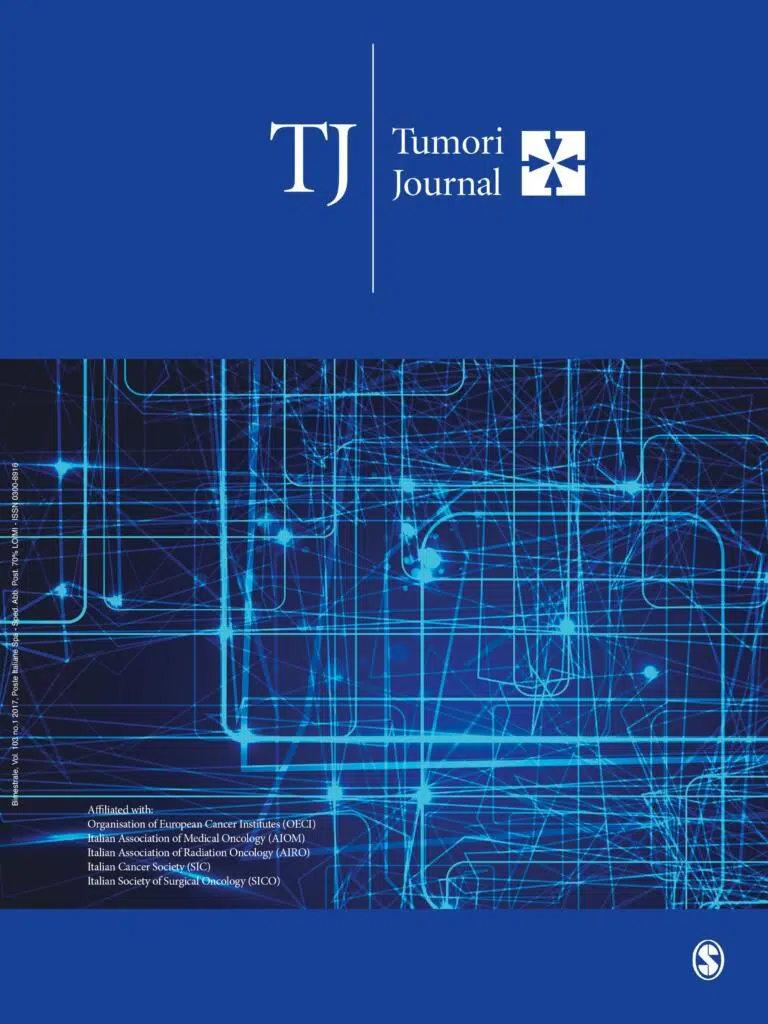 TJ
Tumori
Journal
Bimestrale, Vol. 103 no.1 2017, Poste Italiane Spa - Sped. Abb. Post. 70% LO/MI - ISSN 0300-8916
Affiliated with:
Organisation of European Cancer Institutes (OECI)
Italian Association of Medical Oncology (AIOM)
Italian Association of Radiation Oncology (AIRO)
Italian Cancer Society (SIC)
Italian Society of Surgical Oncology (SICO)
S